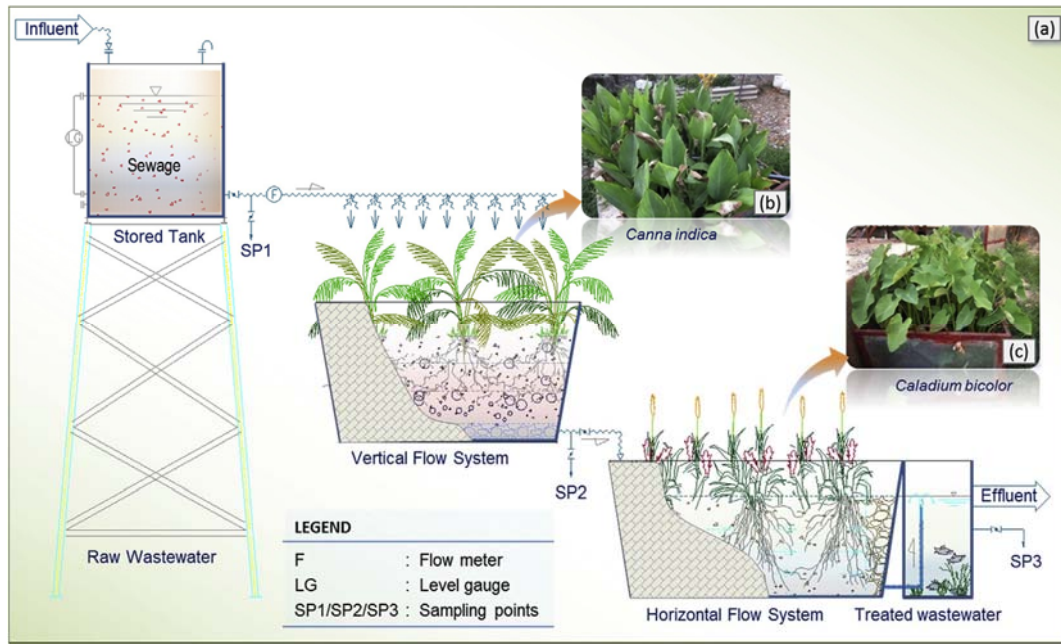 Influent
(a)
LG
Sewage
Stored Tank
SP1
F
(b)
Canna indica
(c)
Caladium bicolor
Vertical Flow System
SP2
Effluent
SP3
Raw Wastewater
LEGEND
F : Flow meter
LG : Level gauge
SP1/SP2/SP3 : Sampling points
Horizontal Flow System
Treated wastewater